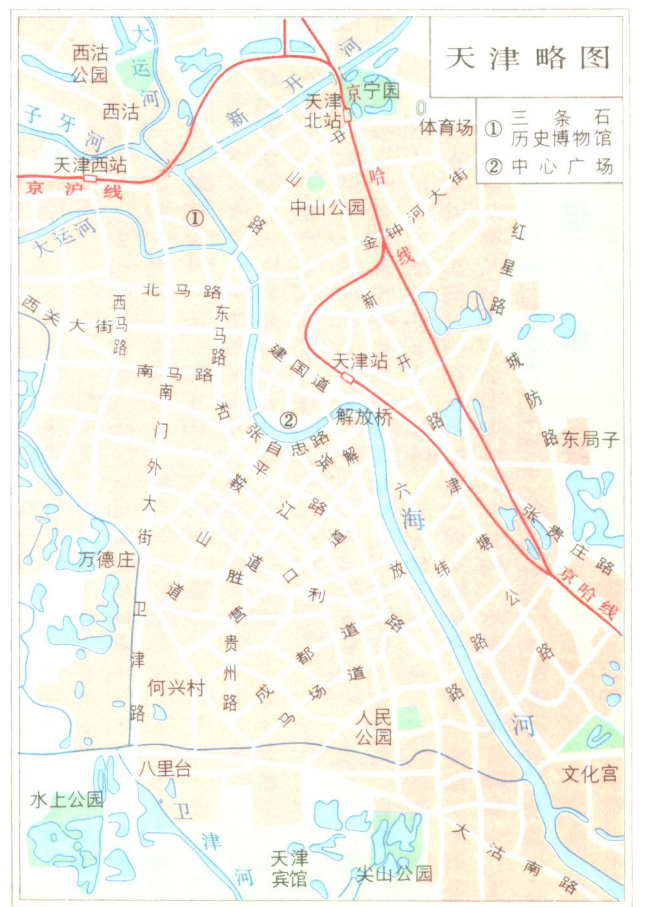 天津略图
① 三条石
历史博物馆
② 中心广场
西沽
公园
大运河
西沽
子牙河
新开河
天津
北站
京宁园
体育场
天津西站
京沪线
京哈线
①
中山路
中山公园
金钟河大街
大运河
红星路
北马路
西关大街
西马路
东马路
新开路
建国道
天津站
城防路
南马路
南门外大街
和平路
②
解放桥
张自忠路
东局子
滨江道
解放路
鞍山道
海河
六纬路
津塘公路
张贵庄路
京哈线
万德庄
胜利路
营口道
卫津路
贵州路
成都道
马场道
何兴村
人民
公园
八里台
文化宫
水上公园
卫津河
天津
宾馆
尖山公园
大沽南路